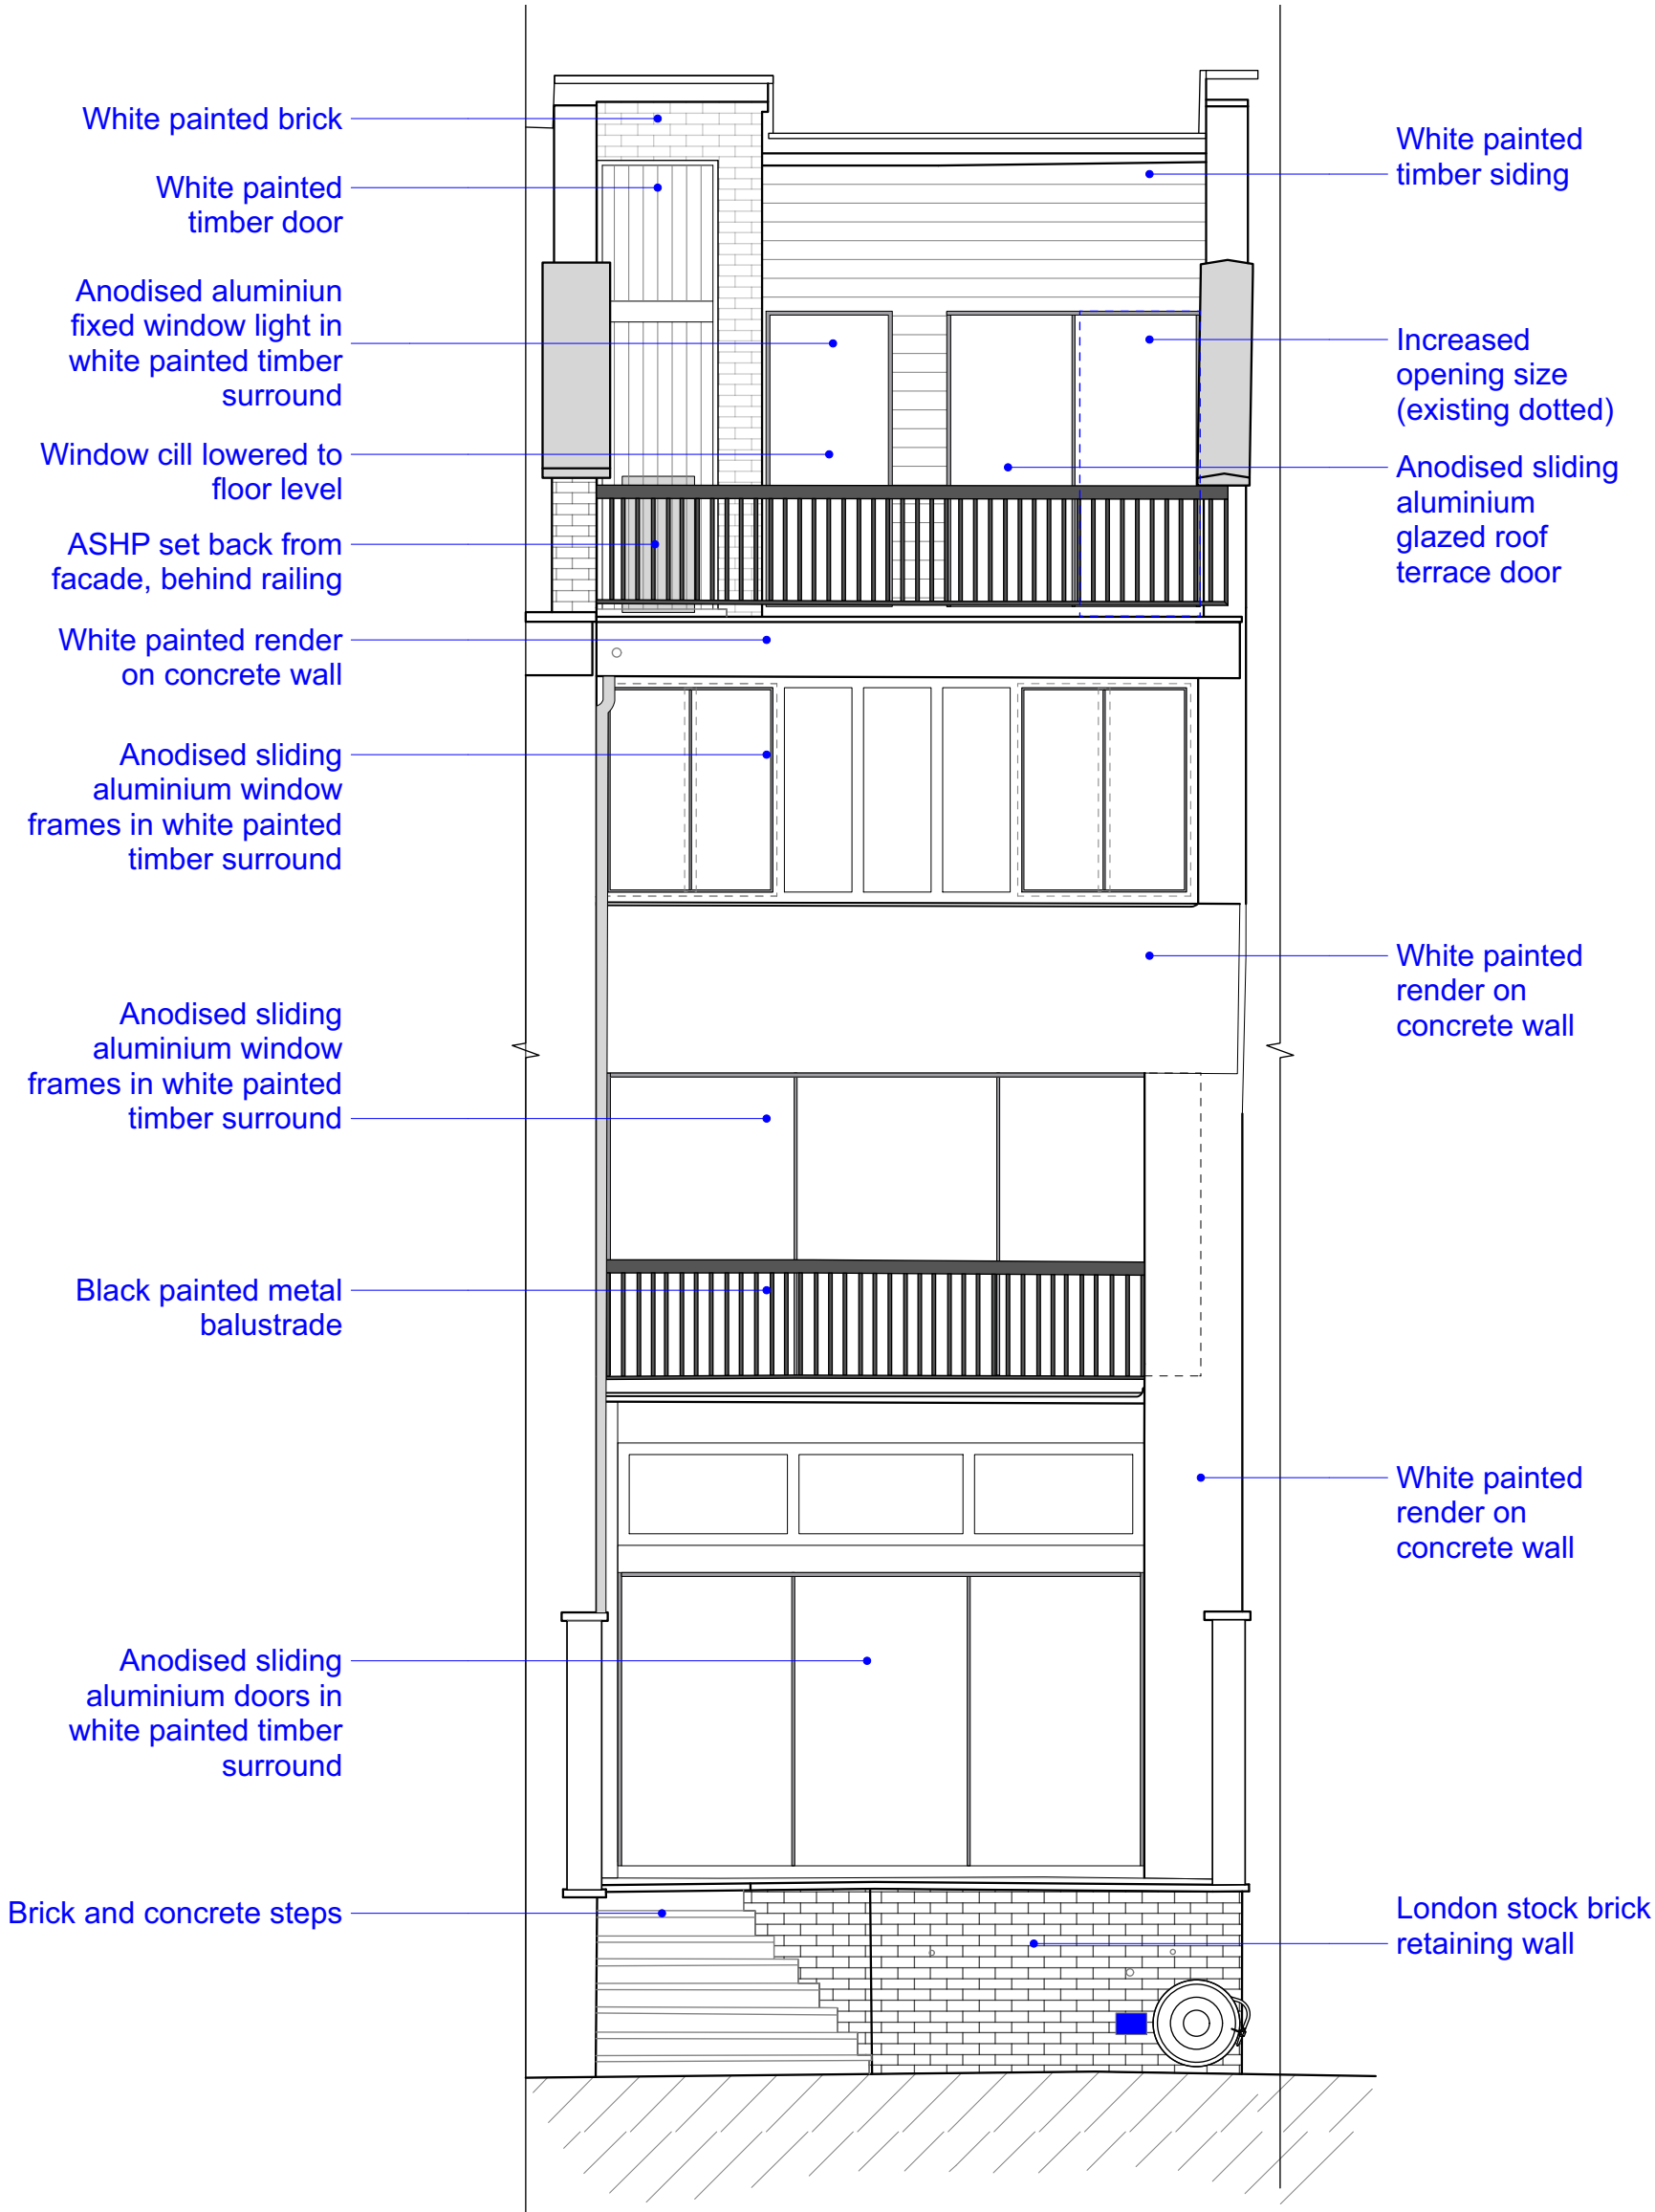 White painted brick
White painted
timber door
Anodised aluminiun
fixed window light in
white painted timber
surround
Window cill lowered to
floor level
ASHP set back from
facade, behind railing
White painted render
on concrete wall
Anodised sliding
aluminium window
frames in white painted
timber surround
Anodised sliding
aluminium window
frames in white painted
timber surround
Black painted metal
balustrade
Anodised sliding
aluminium doors in
white painted timber
surround
Brick and concrete steps
White painted
timber siding
Increased
opening size
(existing dotted)
Anodised sliding
aluminium
glazed roof
terrace door
White painted
render on
concrete wall
White painted
render on
concrete wall
London stock brick
retaining wall